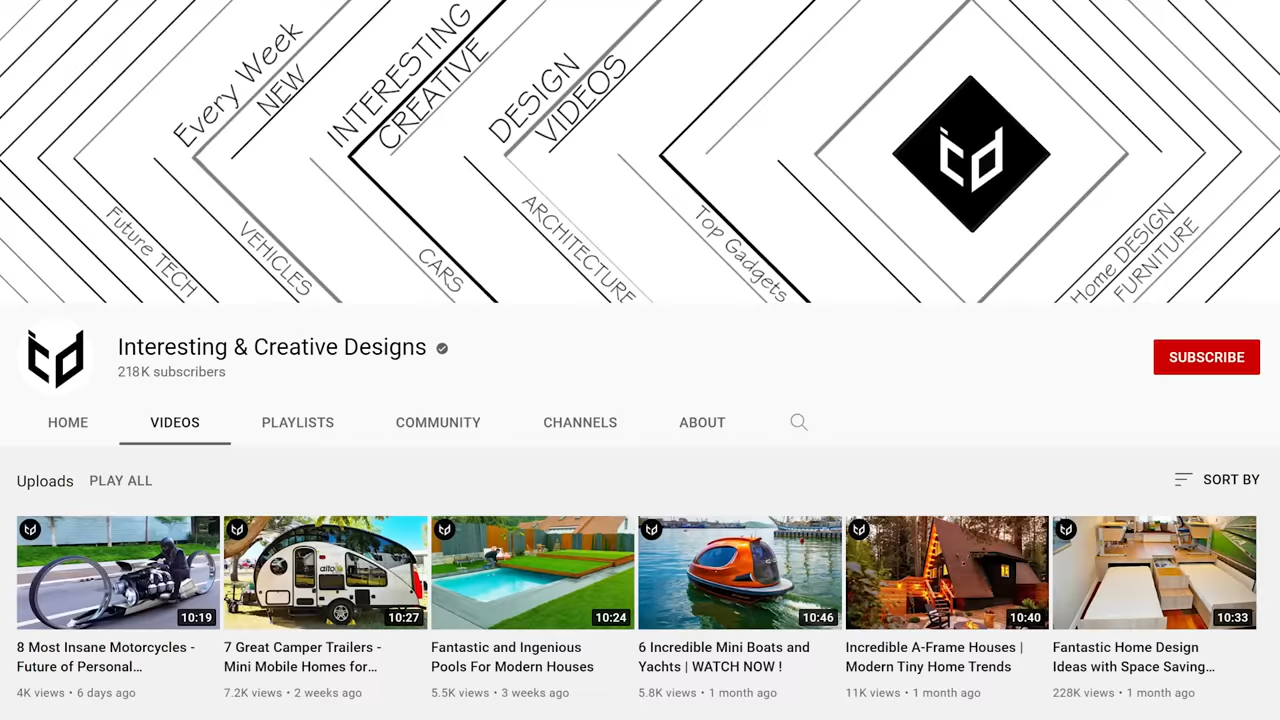 Every Week
NEW
INTERESTING
CREATIVE
DESIGN
VIDEOS
Future TECH
VEHICLES
CARS
ARCHITECTURE
Top Gadgets
Home DESIGN
FURNITURE
Interesting & Creative Designs
218K subscribers
SUBSCRIBE
HOME VIDEOS PLAYLISTS COMMUNITY CHANNELS ABOUT
Uploads PLAY ALL SORT BY
10:19 10:27 10:24 10:46 10:40 10:33
8 Most Insane Motorcycles -
Future of Personal...
4K views • 6 days ago
7 Great Camper Trailers -
Mini Mobile Homes for...
7.2K views • 2 weeks ago
Fantastic and Ingenious
Pools For Modern Houses
5.5K views • 3 weeks ago
6 Incredible Mini Boats and
Yachts | WATCH NOW !
5.8K views • 1 month ago
Incredible A-Frame Houses |
Modern Tiny Home Trends
11K views • 1 month ago
Fantastic Home Design
Ideas with Space Saving...
228K views • 1 month ago